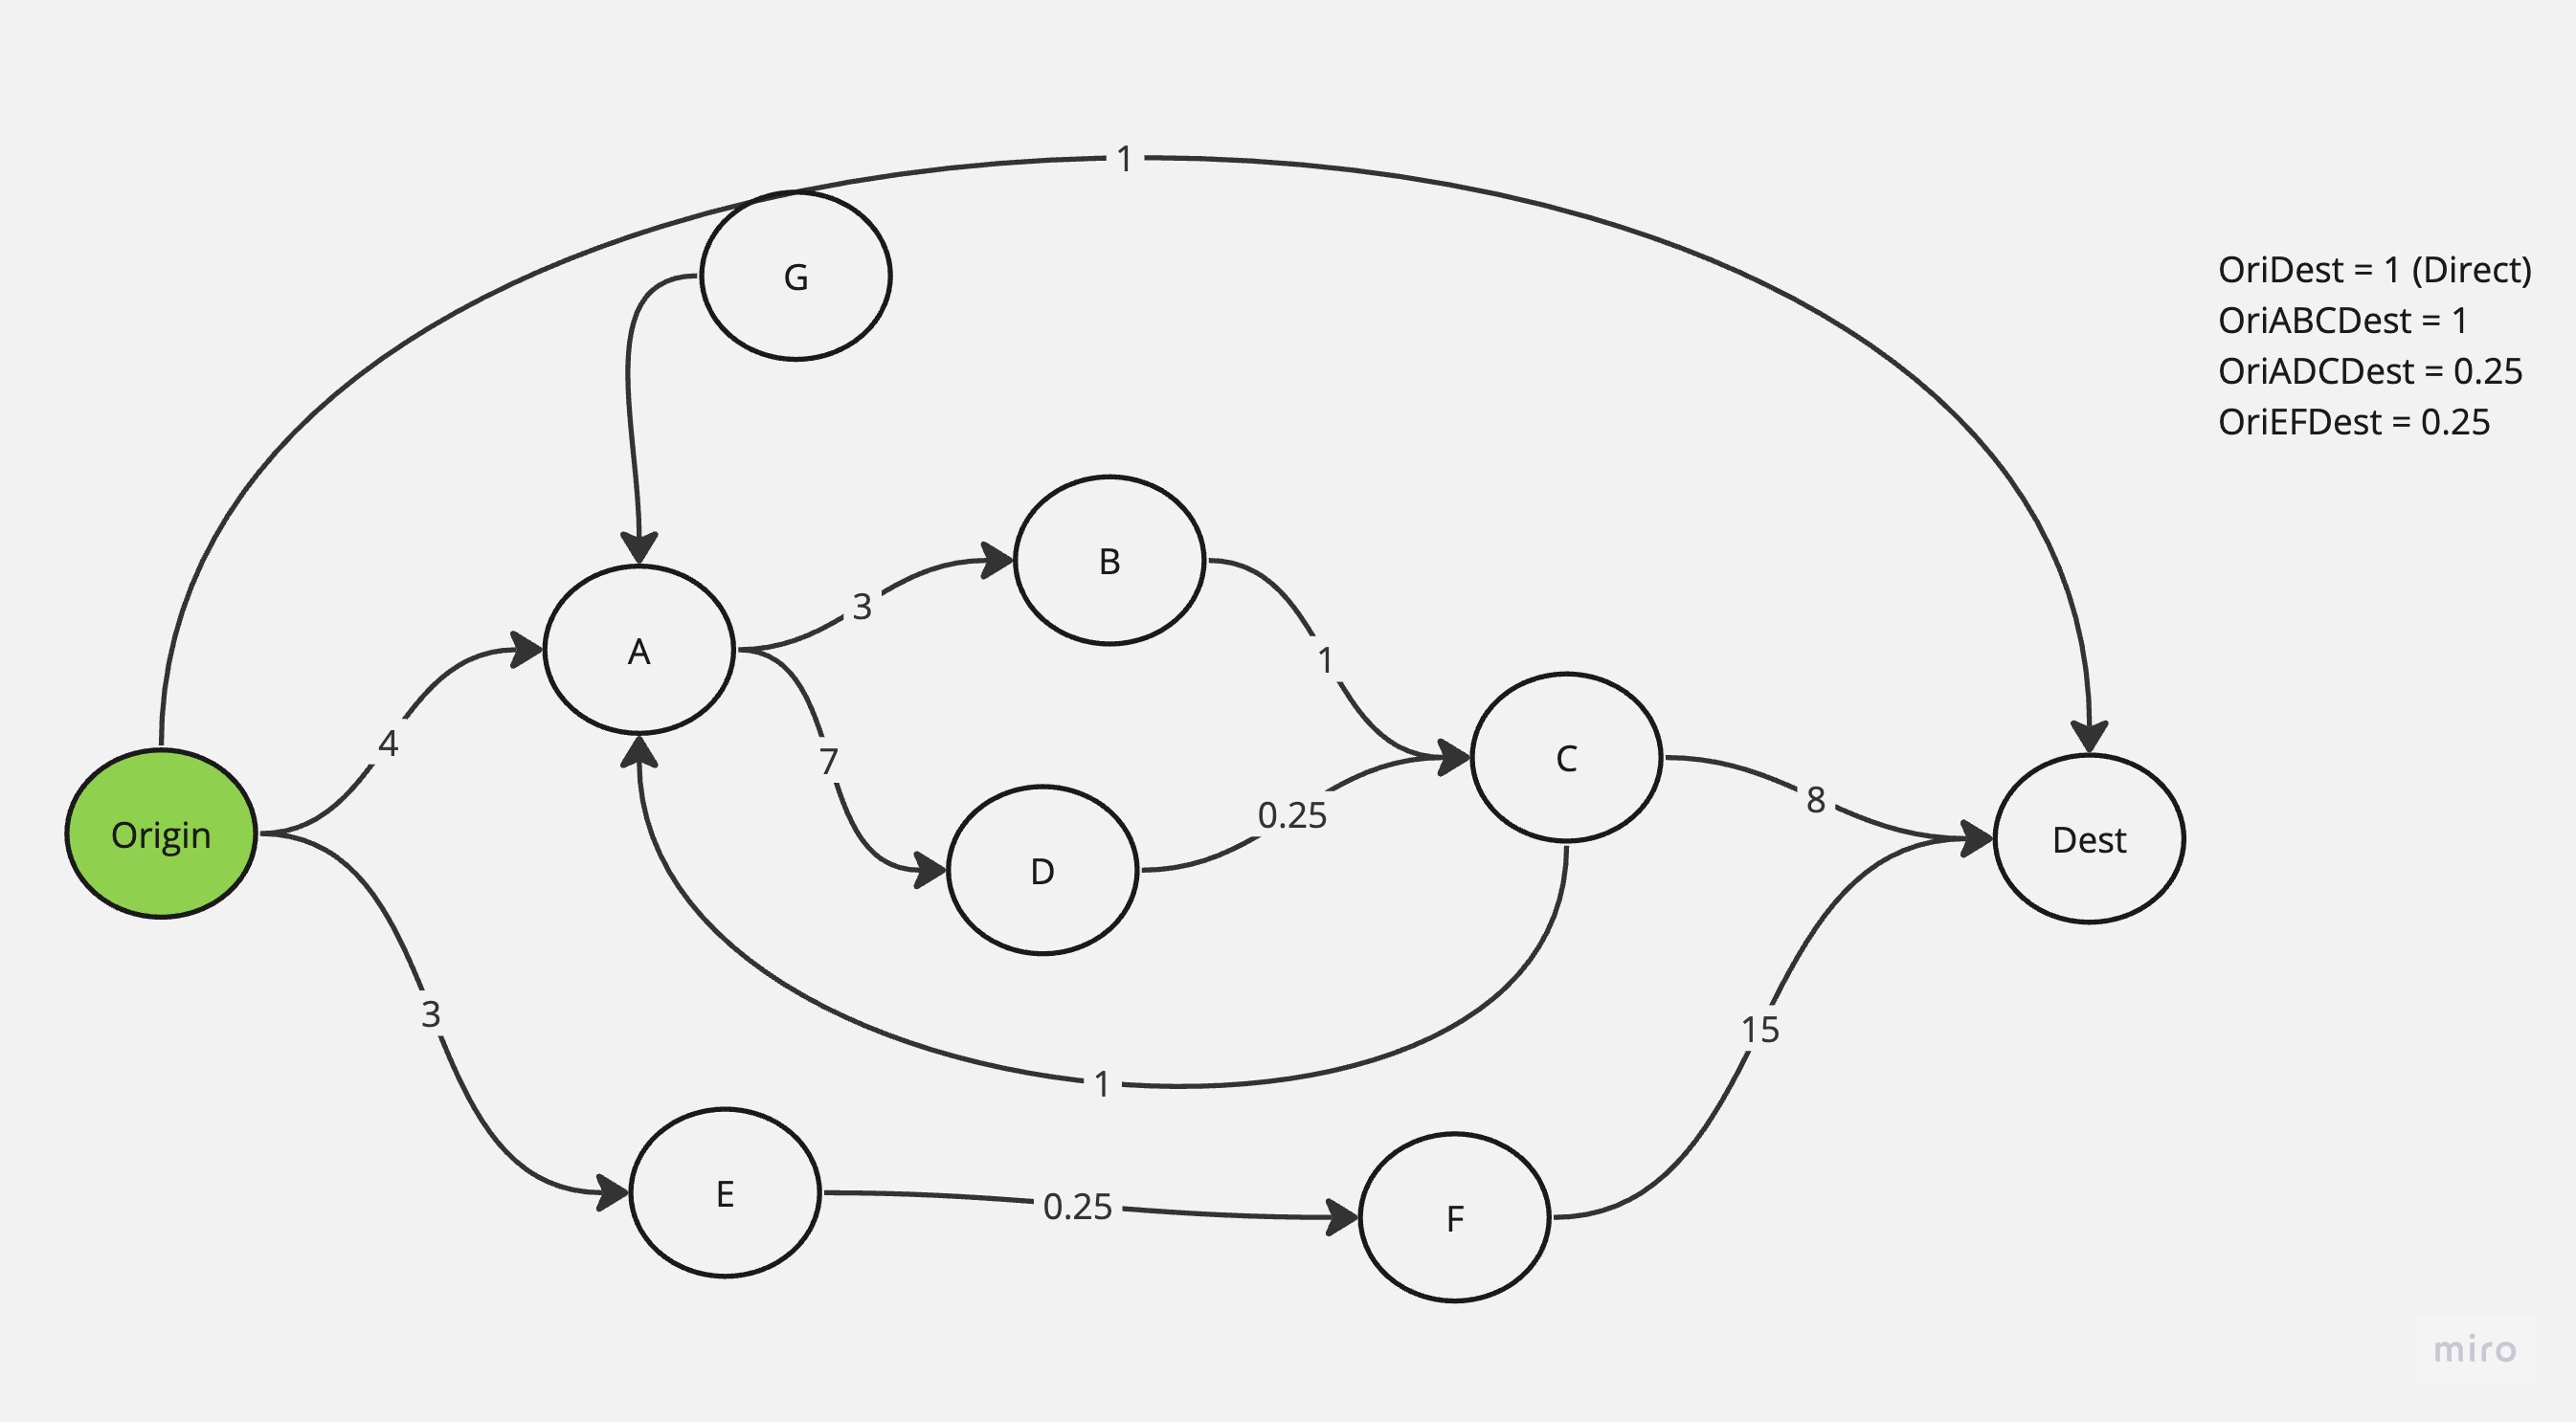 1
G
OriDest = 1 (Direct)
OriABCDest = 1
OriADCDest = 0.25
OriEFDest = 0.25
B
3
A
1
4
7
C
8
0.25
Origin
Dest
D
3
15
1
E
0.25
F
miro